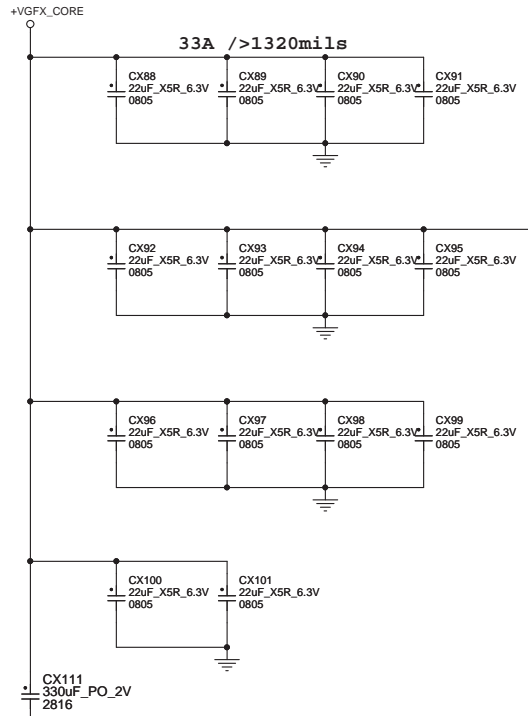 +VGFX_CORE
33A />1320mils
CX88
22uF_X5R_6.3V
0805
CX89
22uF_X5R_6.3V
0805
CX90
22uF_X5R_6.3V
0805
CX91
22uF_X5R_6.3V
0805
CX92
22uF_X5R_6.3V
0805
CX93
22uF_X5R_6.3V
0805
CX94
22uF_X5R_6.3V
0805
CX95
22uF_X5R_6.3V
0805
CX96
22uF_X5R_6.3V
0805
CX97
22uF_X5R_6.3V
0805
CX98
22uF_X5R_6.3V
0805
CX99
22uF_X5R_6.3V
0805
CX100
22uF_X5R_6.3V
0805
CX101
22uF_X5R_6.3V
0805
CX111
330uF_PO_2V
2816